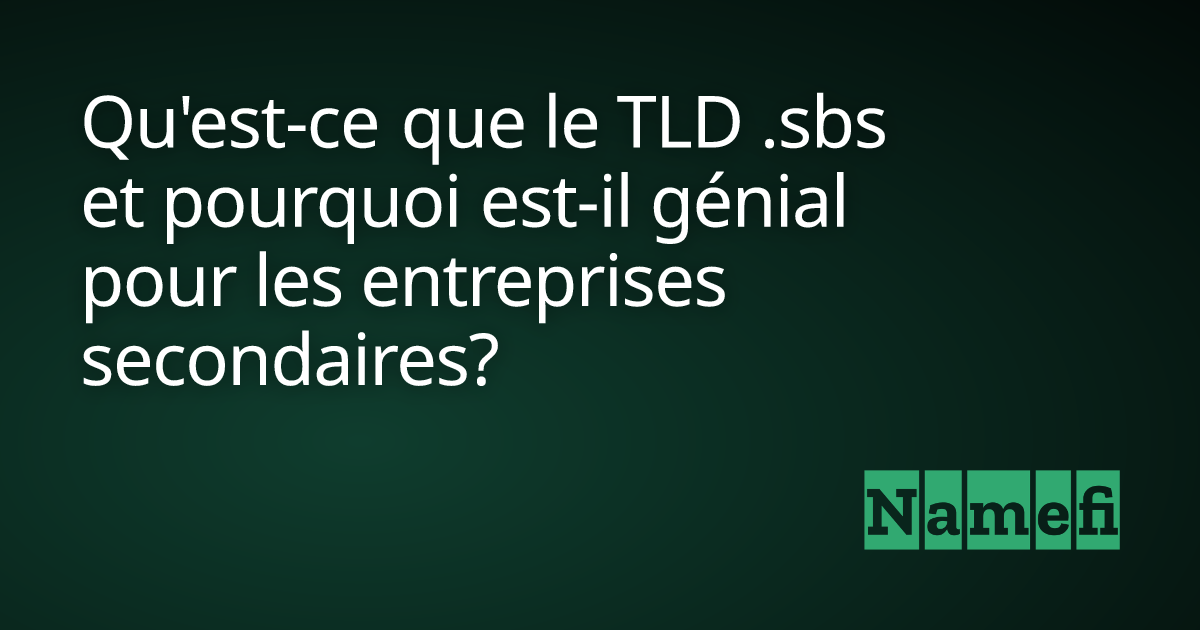 Qu'est-ce que le TLD .sbs
et pourquoi est-il génial
pour les entreprises
secondaires?
Namefi